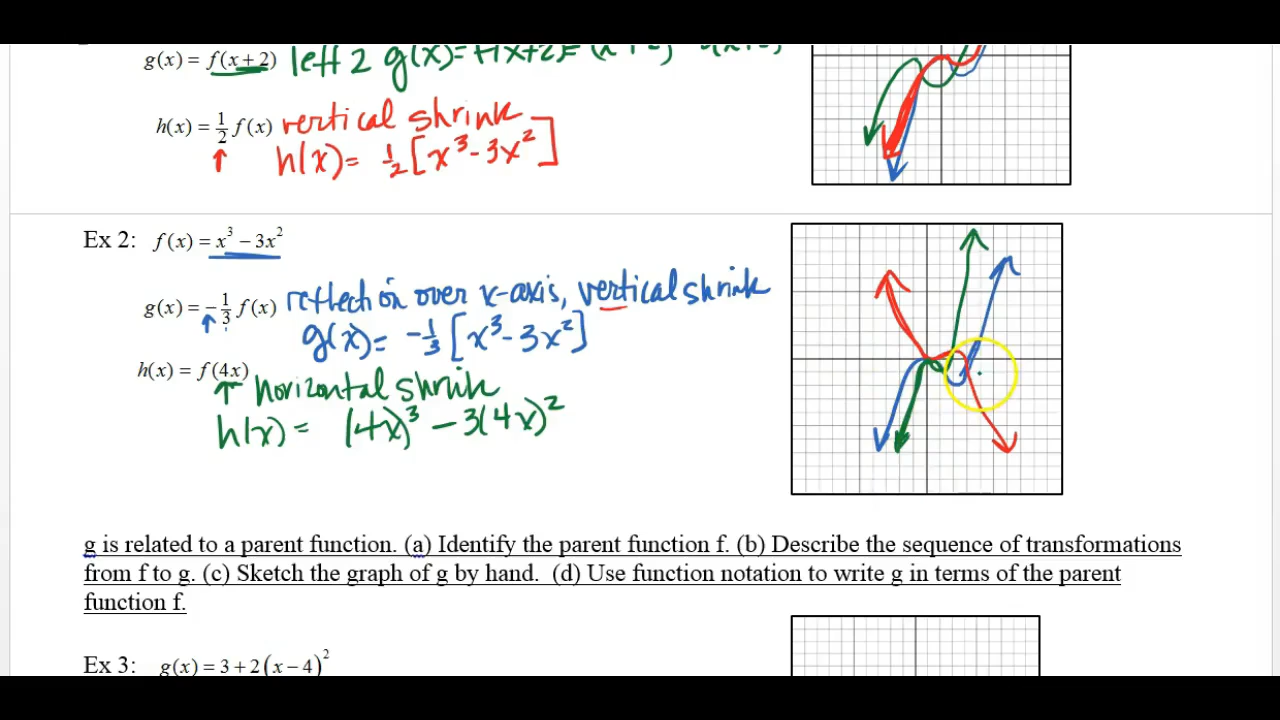 g(x) = f(x+2) left 2 g(x)=f(x+2)=
h(x) = 1/2 f(x) vertical shrink
h(x)= 1/2 [x³-3x²]
Ex 2: f(x) = x³ − 3x²
g(x) = −1/3 f(x) reflection over x-axis, vertical shrink
g(x)= -1/3 [x³-3x²]
h(x) = f(4x)
horizontal shrink
h(x) = (4x)³ - 3(4x)²
g is related to a parent function. (a) Identify the parent function f. (b) Describe the sequence of transformations
from f to g. (c) Sketch the graph of g by hand. (d) Use function notation to write g in terms of the parent
function f.
Ex 3: g(x) = 3 + 2(x − 4)²